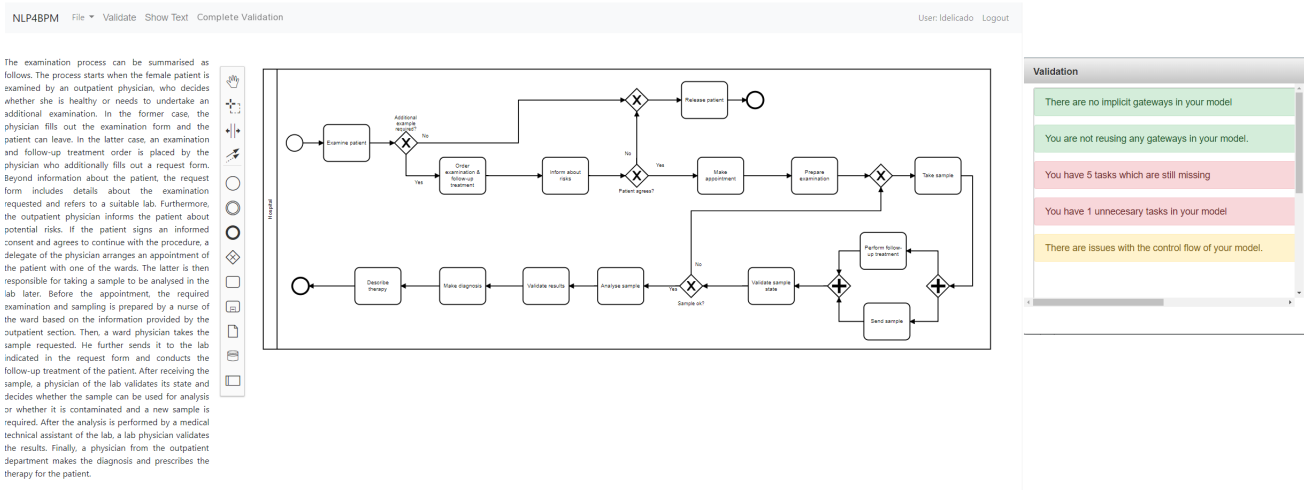 NLP4BPM File Validate Show Text Complete Validation User: ldelicado Logout
The examination process can be summarised as
follows. The process starts when the female patient is
examined by an outpatient physician, who decides
whether she is healthy or needs to undertake an
additional examination. In the former case, the
physician fills out the examination form and the
patient can leave. In the latter case, an examination
and follow-up treatment order is placed by the
physician who additionally fills out a request form.
Beyond information about the patient, the request
form includes details about the examination
requested and refers to a suitable lab. Furthermore,
the outpatient physician informs the patient about
potential risks. If the patient signs an informed
consent and agrees to continue with the procedure, a
delegate of the physician arranges an appointment of
the patient with one of the wards. The latter is then
responsible for taking a sample to be analysed in the
lab later. Before the appointment, the required
examination and sampling is prepared by a nurse of
the ward based on the information provided by the
outpatient section. Then, a ward physician takes the
sample requested. He further sends it to the lab
indicated in the request form and conducts the
follow-up treatment of the patient. After receiving the
sample, a physician of the lab validates its state and
decides whether the sample can be used for analysis
or whether it is contaminated and a new sample is
required. After the analysis is performed by a medical
technical assistant of the lab, a lab physician validates
the results. Finally, a physician from the outpatient
department makes the diagnosis and prescribes the
therapy for the patient.
Hospital
Examine patient
Additional
example
required?
No
Yes
Order
examination &
follow-up
treatment
Inform about
risks
No
Yes
Patient agrees?
Release patient
Make
appointment
Prepare
examination
Take sample
Perform follow-
up treatment
Send sample
Validate sample
state
No
Yes
Sample ok?
Analyse sample
Validate results
Make diagnosis
Describe
therapy
Validation
There are no implicit gateways in your model
You are not reusing any gateways in your model.
You have 5 tasks which are still missing
You have 1 unnecesary tasks in your model
There are issues with the control flow of your model.